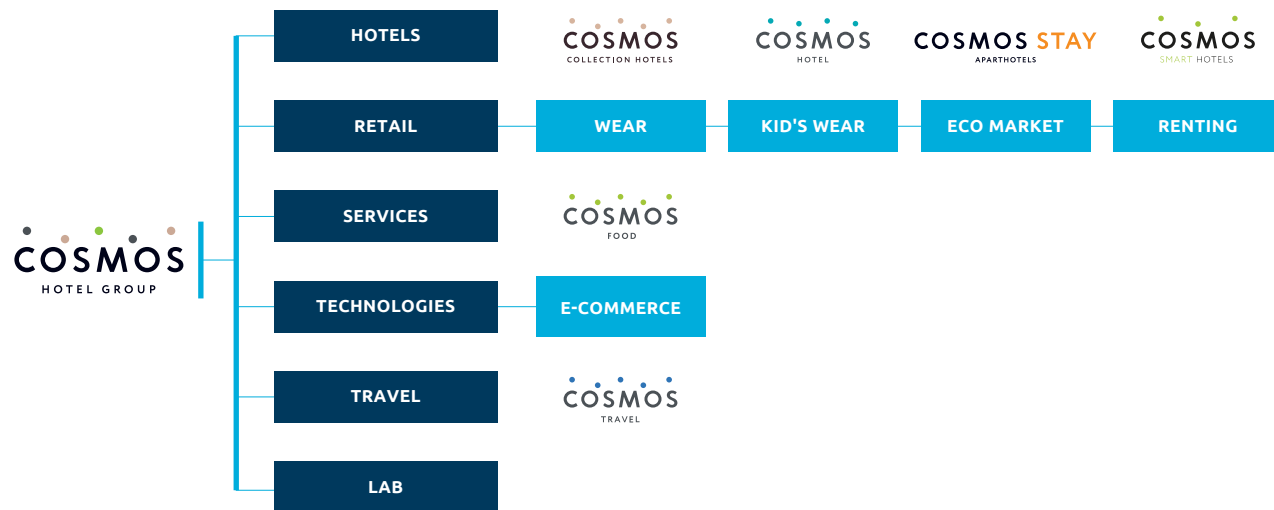 HOTELS
COSMOS
COLLECTION HOTELS
COSMOS
HOTEL
COSMOS STAY
APARTHOTELS
COSMOS
SMART HOTELS
RETAIL
WEAR
KID'S WEAR
ECO MARKET
RENTING
SERVICES
COSMOS
FOOD
COSMOS
HOTEL GROUP
TECHNOLOGIES
E-COMMERCE
TRAVEL
COSMOS
TRAVEL
LAB